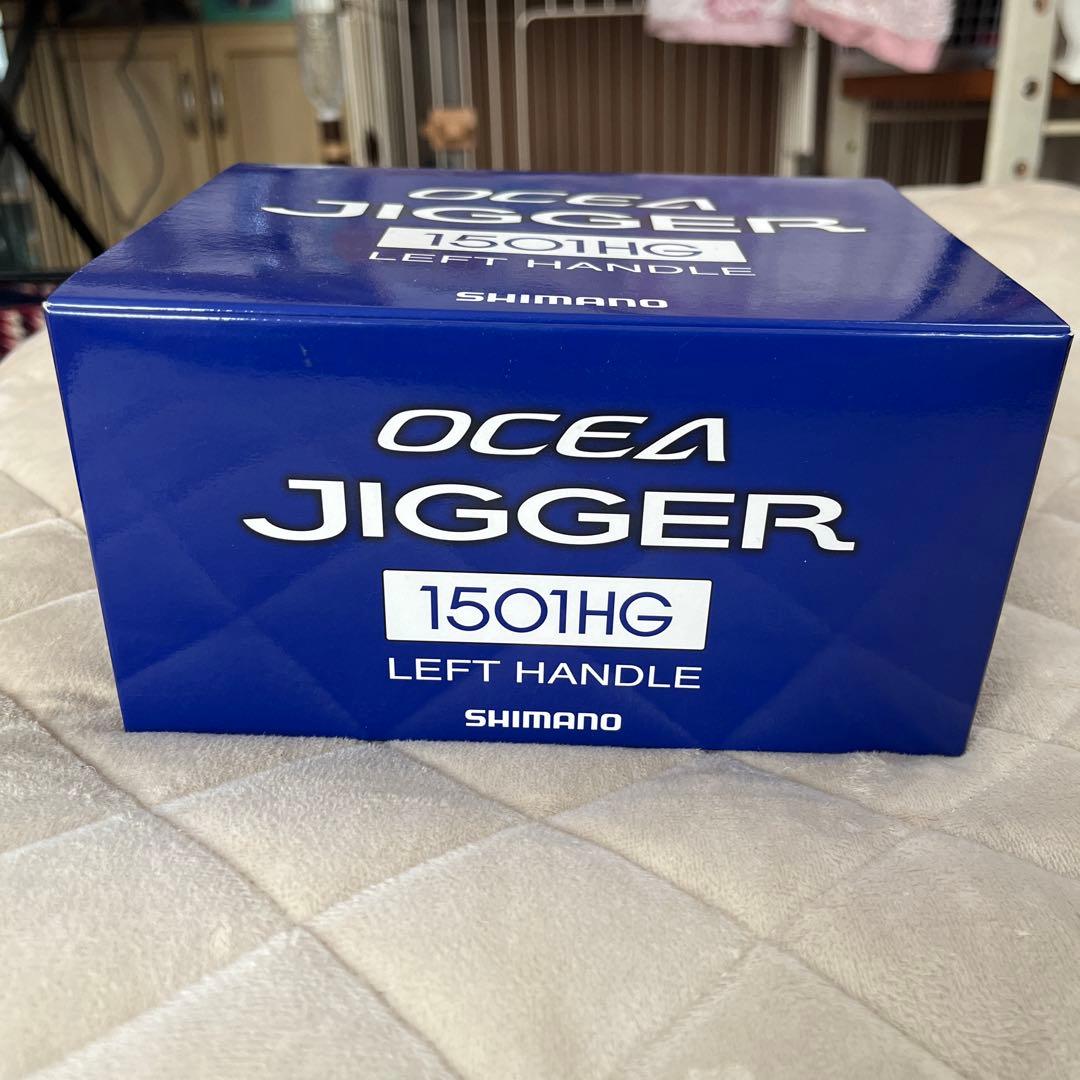 OCEA
JIGGER
1501HG
LEFT HANDLE
SHIMANO
OCEA
JIGGER
1501HG
LEFT HANDLE
SHIMANO